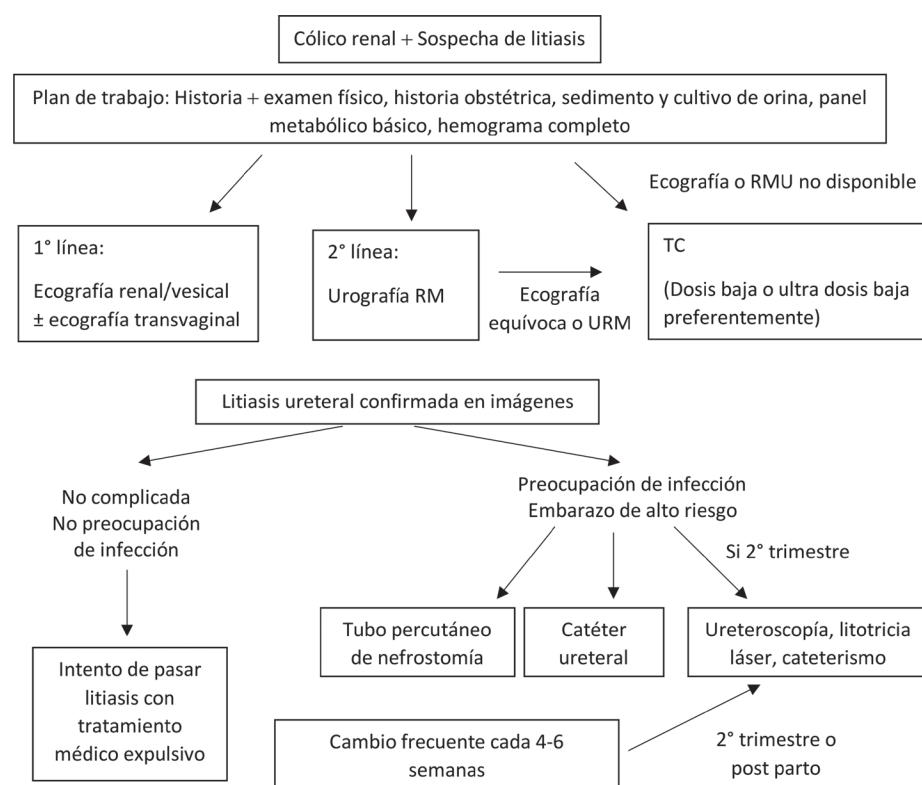 Cólico renal + Sospecha de litiasis
Plan de trabajo: Historia + examen físico, historia obstétrica, sedimento y cultivo de orina, panel
metabólico básico, hemograma completo
Ecografía o RMU no disponible
1° línea:
Ecografía renal/vesical
± ecografía transvaginal
2° línea:
Urografía RM
Ecografía
equívoca o URM
TC
(Dosis baja o ultra dosis baja
preferentemente)
Litiasis ureteral confirmada en imágenes
No complicada
No preocupación
de infección
Preocupación de infección
Embarazo de alto riesgo
Si 2° trimestre
Intento de pasar
litiasis con
tratamiento
médico expulsivo
Tubo percutáneo
de nefrostomía
Catéter
ureteral
Ureteroscopía, litotricia
láser, cateterismo
Cambio frecuente cada 4-6
semanas
2° trimestre o
post parto